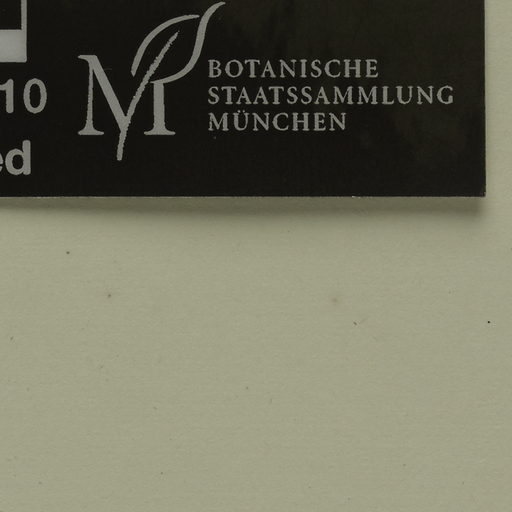 10
ed
BOTANISCHE
STAATSSAMMLUNG
MÜNCHEN